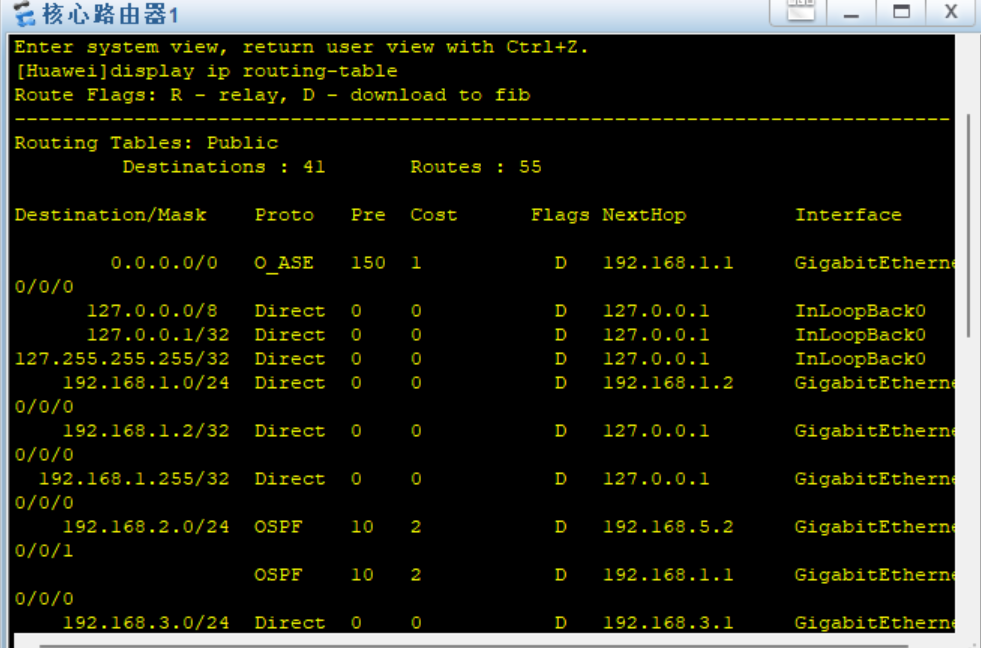 核心路由器1
Enter system view, return user view with Ctrl+Z.
[Huawei]display ip routing-table
Route Flags: R - relay, D - download to fib
------------------------------------------------------------------------------
Routing Tables: Public
         Destinations : 41       Routes : 55
Destination/Mask    Proto   Pre  Cost      Flags NextHop         Interface
        0.0.0.0/0   O_ASE   150  1           D   192.168.1.1     GigabitEtherne
0/0/0
      127.0.0.0/8   Direct  0    0           D   127.0.0.1       InLoopBack0
      127.0.0.1/32  Direct  0    0           D   127.0.0.1       InLoopBack0
127.255.255.255/32  Direct  0    0           D   127.0.0.1       InLoopBack0
    192.168.1.0/24  Direct  0    0           D   192.168.1.2     GigabitEtherne
0/0/0
    192.168.1.2/32  Direct  0    0           D   127.0.0.1       GigabitEtherne
0/0/0
  192.168.1.255/32  Direct  0    0           D   127.0.0.1       GigabitEtherne
0/0/0
    192.168.2.0/24  OSPF    10   2           D   192.168.5.2     GigabitEtherne
0/0/1
                    OSPF    10   2           D   192.168.1.1     GigabitEtherne
0/0/0
    192.168.3.0/24  Direct  0    0           D   192.168.3.1     GigabitEtherne